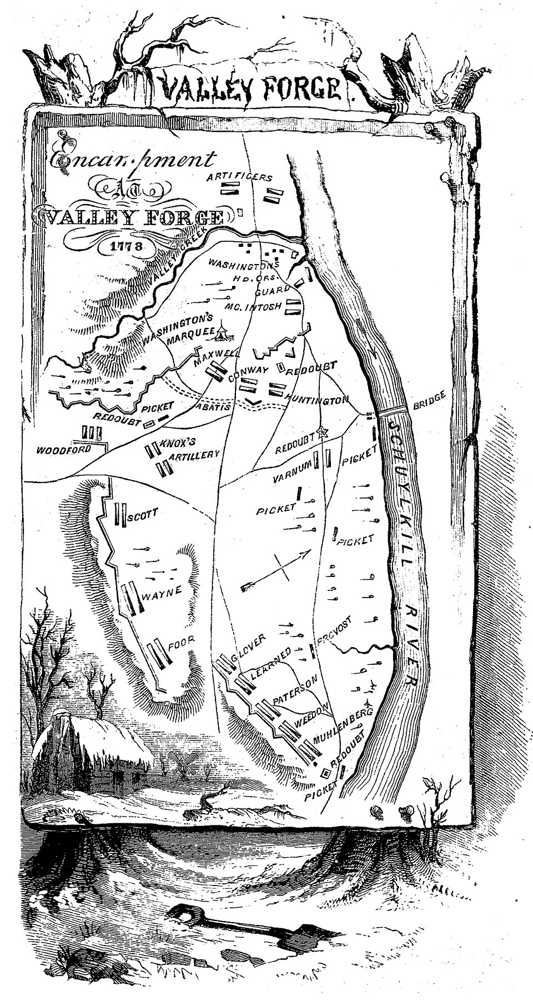 VALLEY FORGE.
Encampment
AT
VALLEY FORGE
1778
ARTIFICERS
VALLEY CREEK
WASHINGTONS
HD. QRS.
GUARD
MC. INTOSH
WASHINGTON'S
MARQUEE
MAXWELL
CONWAY
REDOUBT
HUNTINGTON
ABATIS
PICKET
REDOUBT
BRIDGE
WOODFORD
KNOX'S
ARTILLERY
REDOUBT
VARNUM
PICKET
SCHUYLKILL RIVER
PICKET
SCOTT
PICKET
WAYNE
POOR
PROVOST
GLOVER
LEARNED
PATERSON
WEEDON
MUHLENBERG
REDOUBT
PICKET